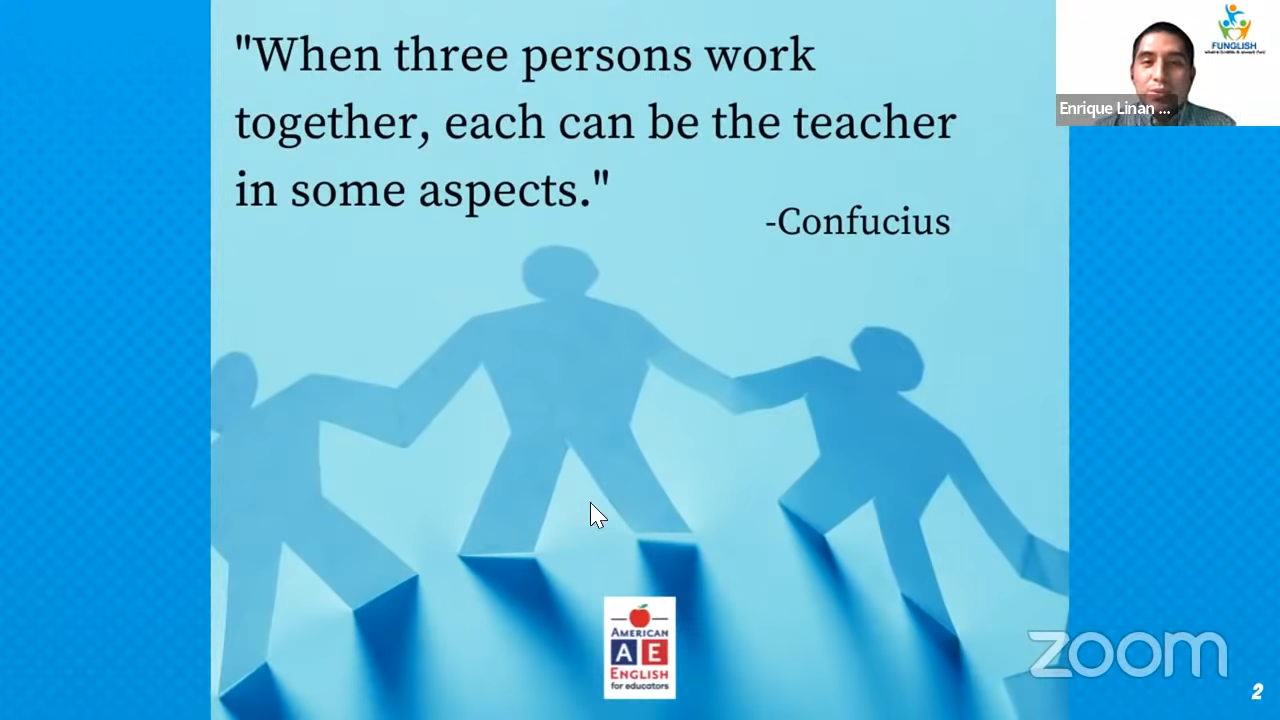 "When three persons work
together, each can be the teacher
in some aspects."
-Confucius
FUNGLISH
Enrique Linan ...
AMERICAN
AE
ENGLISH
for educators
zoom
2